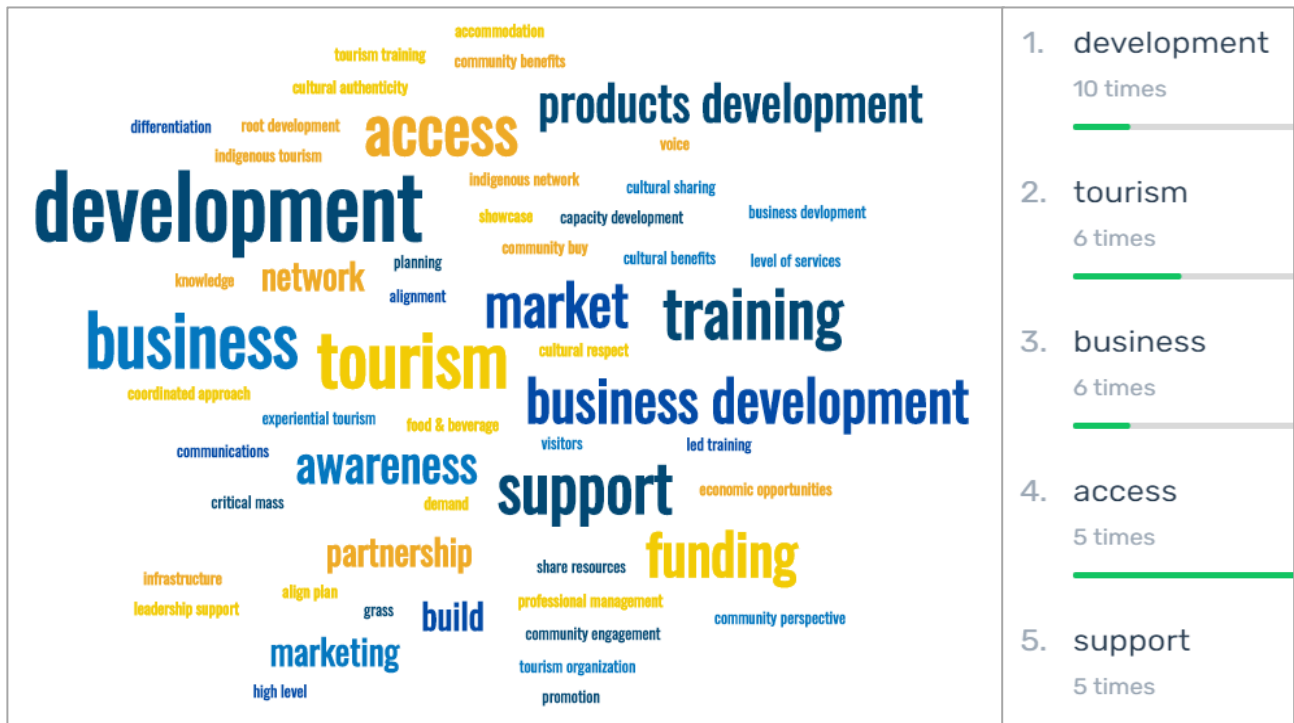 accommodation
tourism training
community benefits
cultural authenticity
products development
access
differentiation
root development
voice
indigenous tourism
development
indigenous network
cultural sharing
showcase
capacity development
business devlopment
community buy
cultural benefits
level of services
knowledge
network
planning
alignment
market
training
business
tourism
cultural respect
coordinated approach
business development
experiential tourism
food & beverage
visitors
led training
communications
awareness
critical mass
demand
support
economic opportunities
partnership
funding
infrastructure
share resources
leadership support
align plan
grass
build
professional management
community perspective
community engagement
marketing
tourism organization
high level
promotion
1. development
10 times
2. tourism
6 times
3. business
6 times
4. access
5 times
5. support
5 times